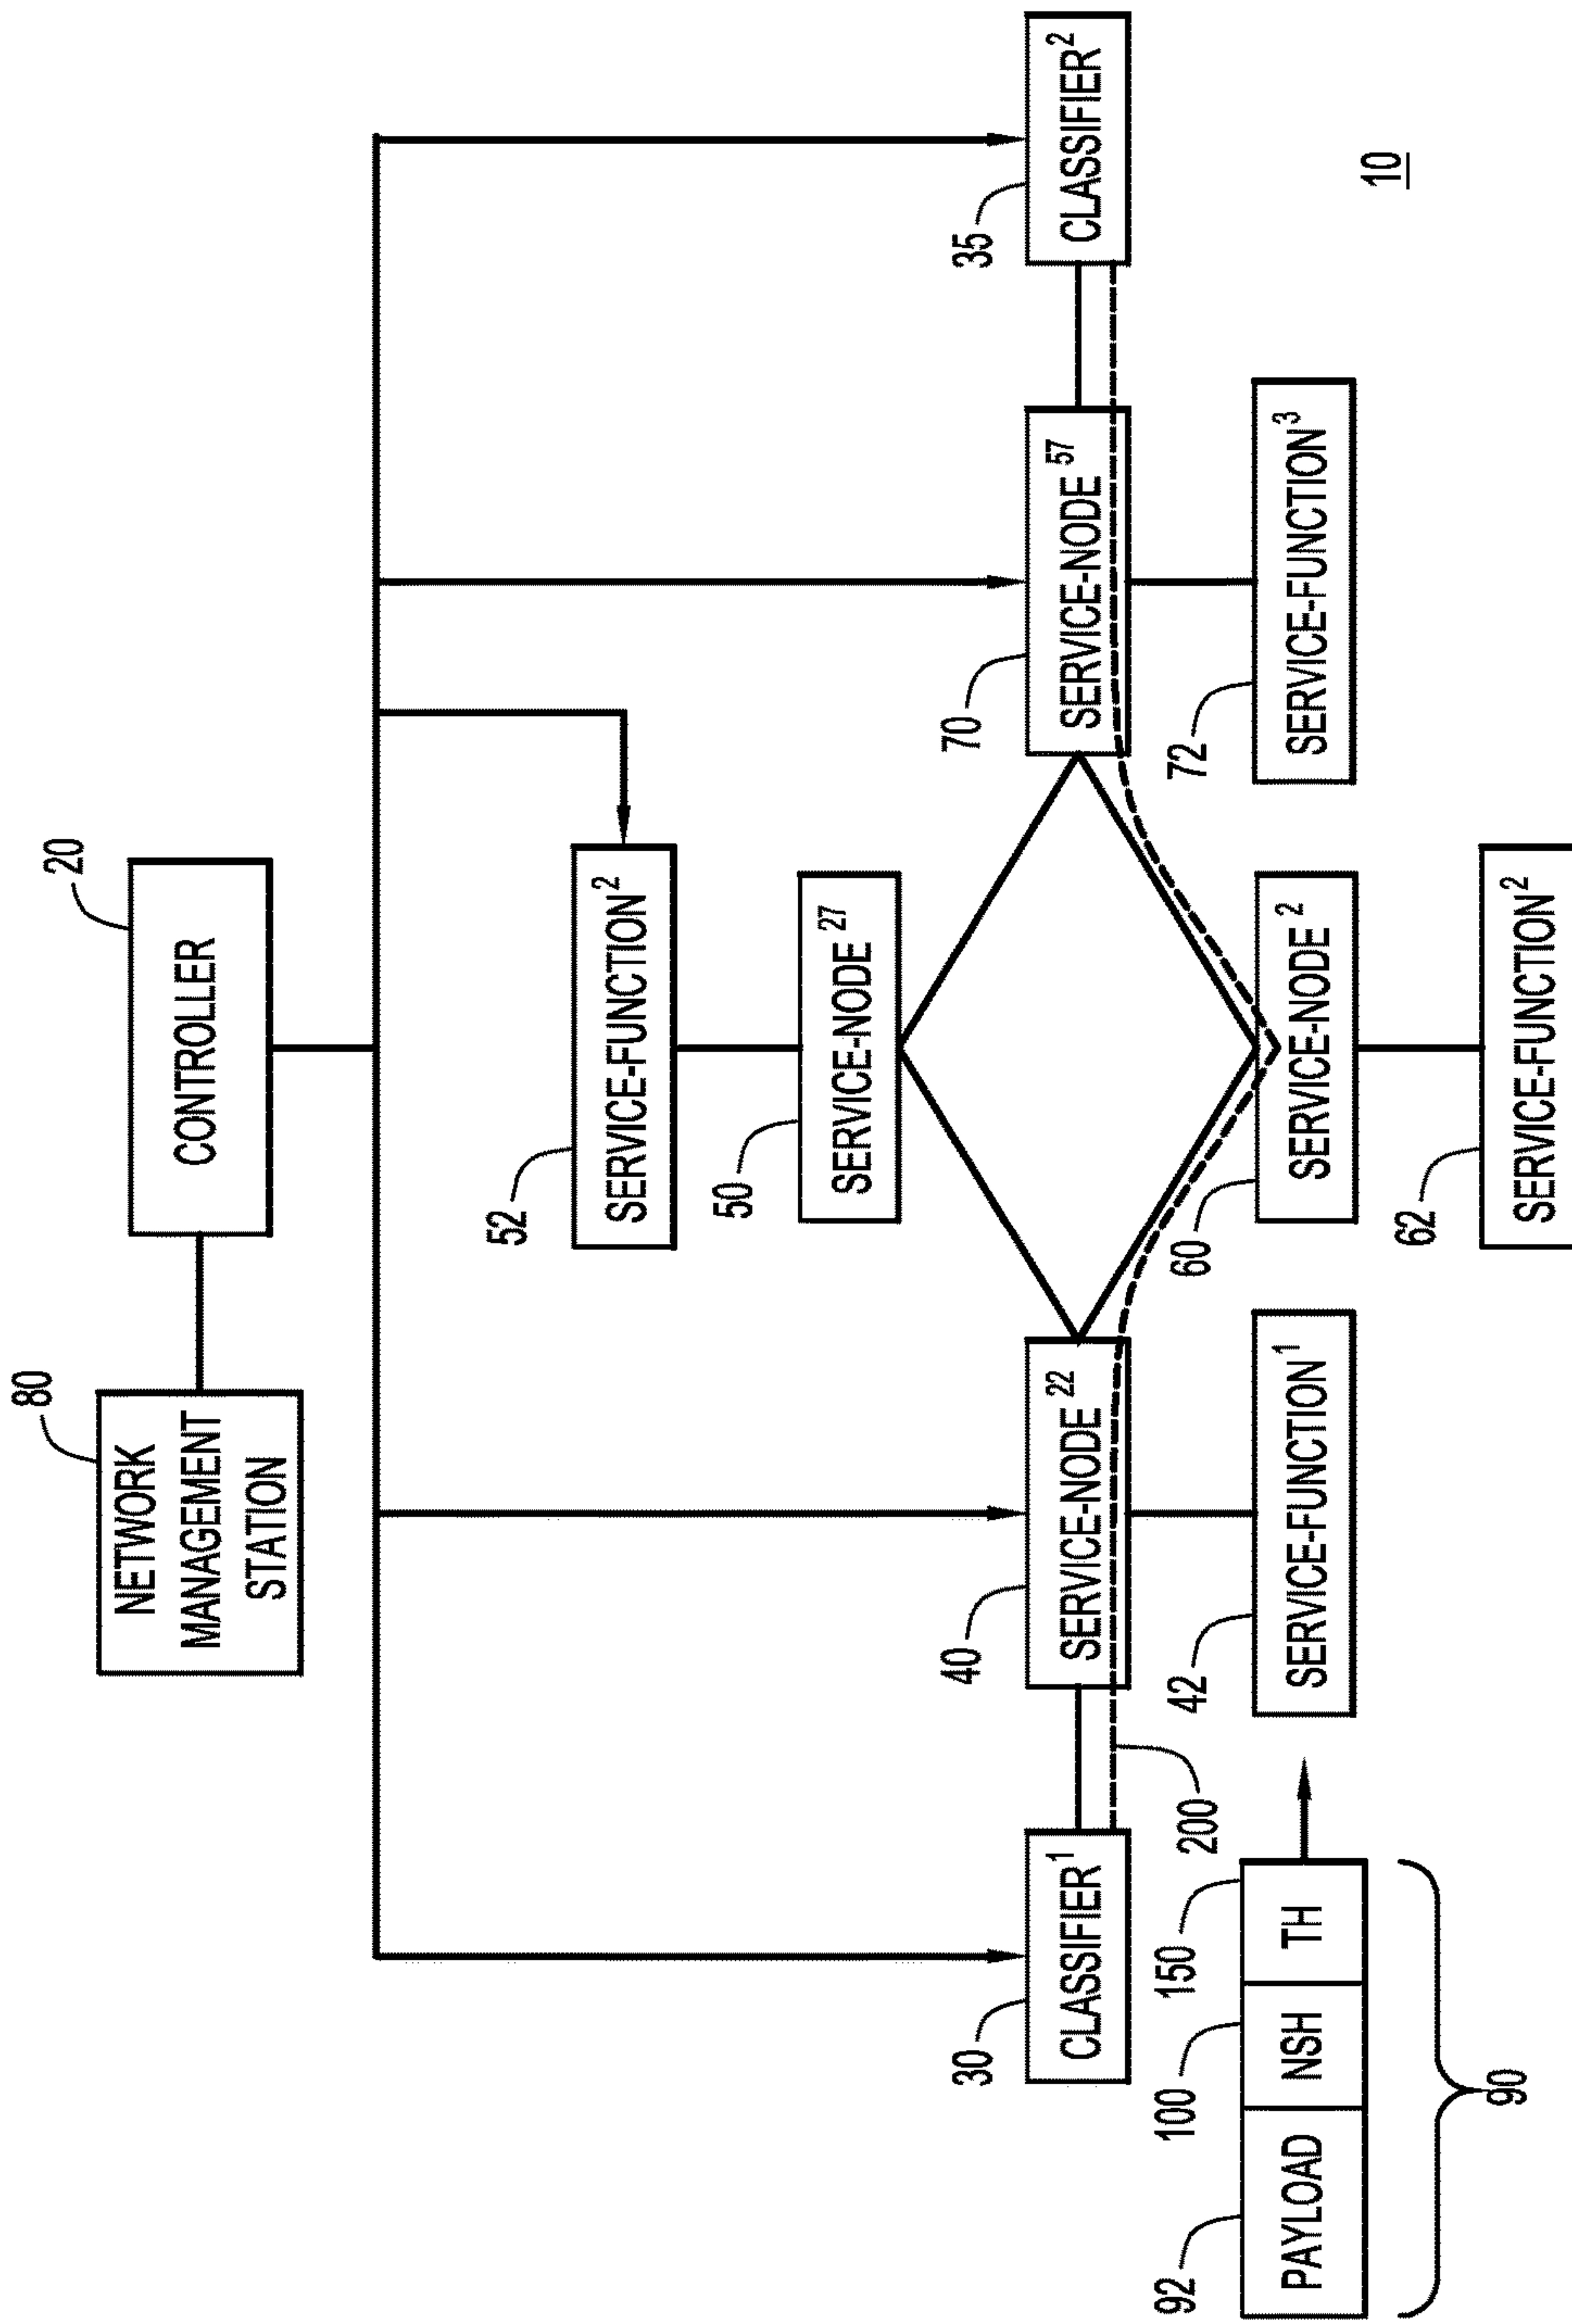 80
NETWORK
MANAGEMENT
STATION
20
CONTROLLER
52
SERVICE-FUNCTION²
50
SERVICE-NODE²⁷
30
CLASSIFIER¹
200
40
SERVICE-NODE²²
70
SERVICE-NODE⁵⁷
35
CLASSIFIER²
42
SERVICE-FUNCTION¹
60
SERVICE-NODE²
72
SERVICE-FUNCTION³
62
SERVICE-FUNCTION²
92
PAYLOAD
100
NSH
150
TH
90
10